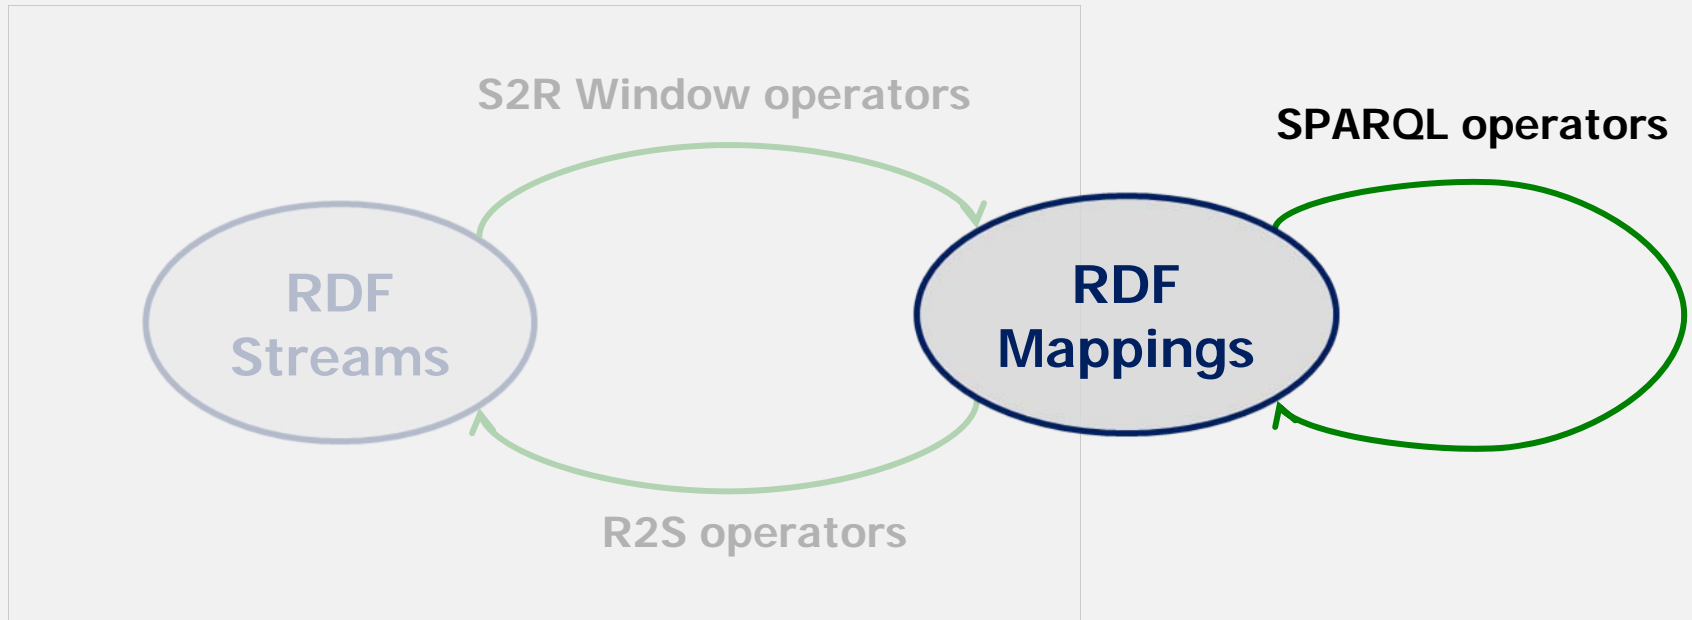 S2R Window operators
SPARQL operators
RDF
Streams
RDF
Mappings
R2S operators